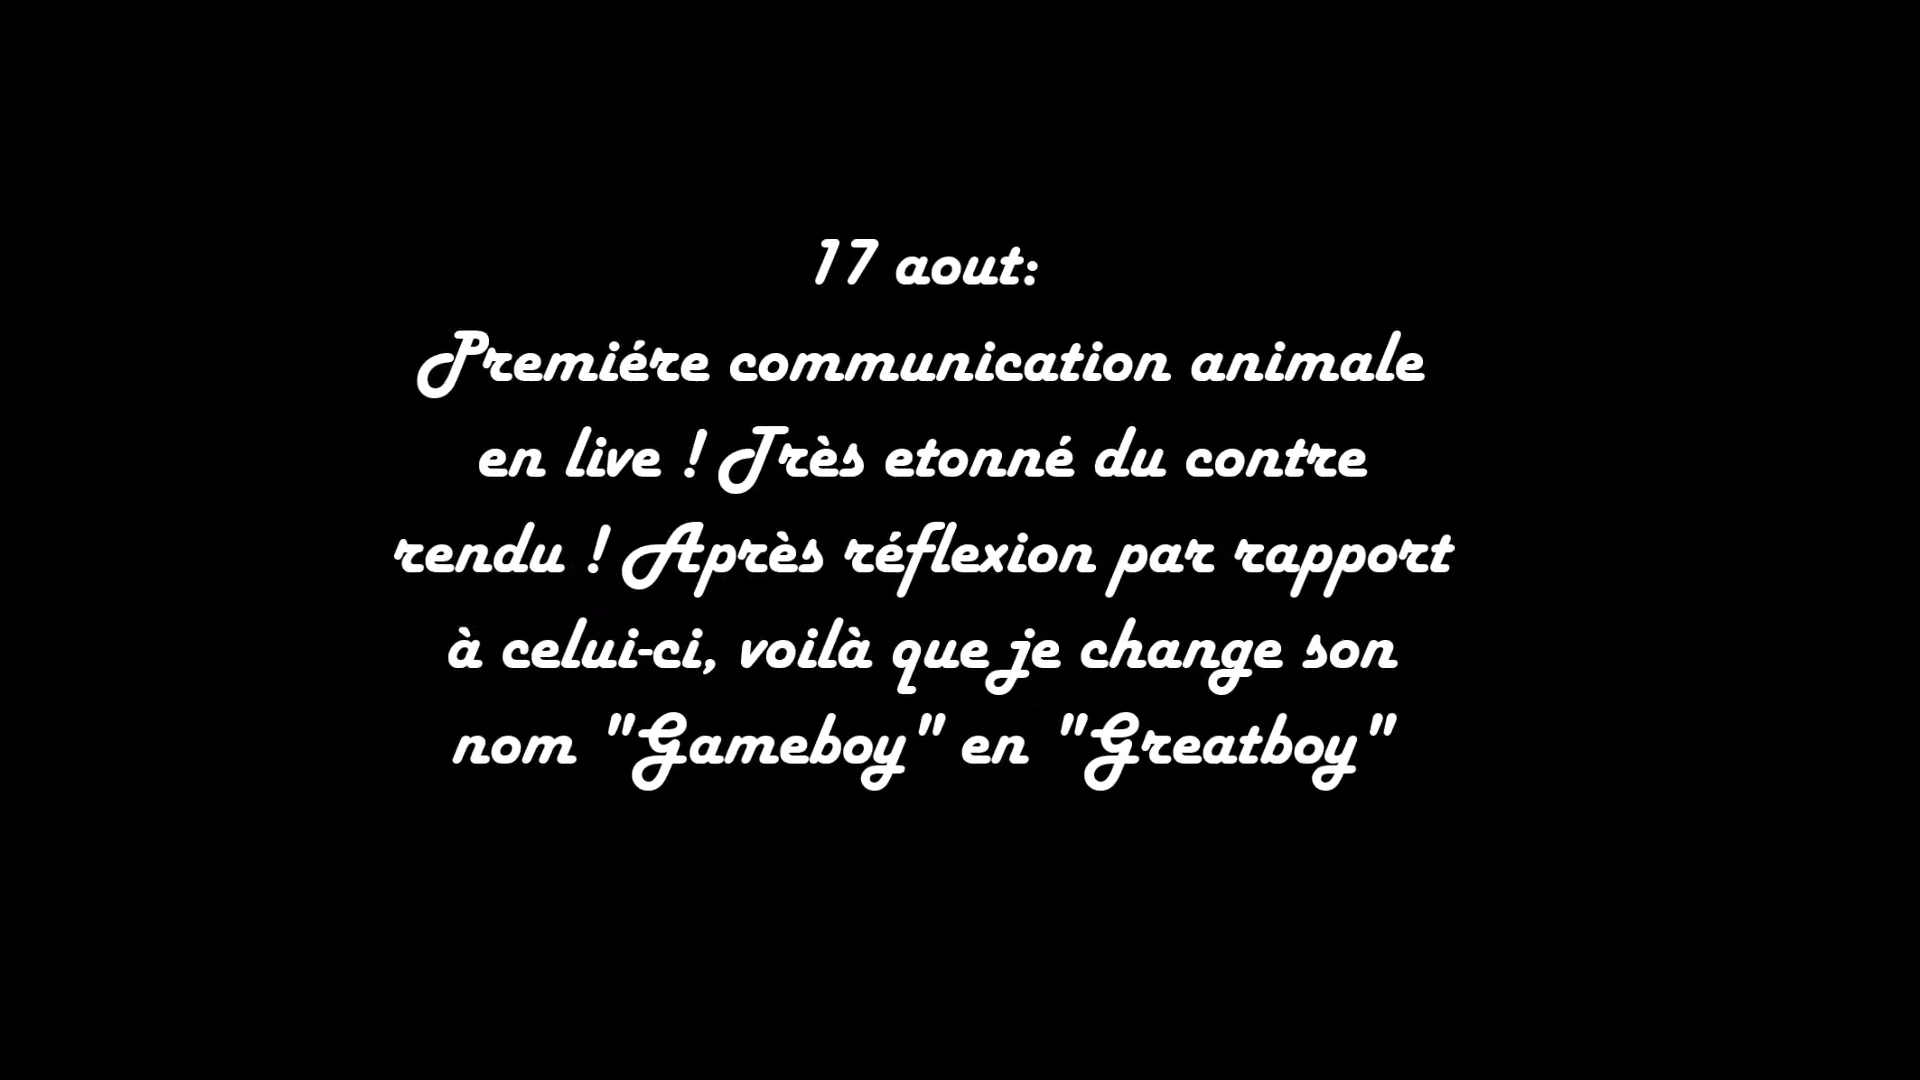 17 aout:
Premiére communication animale
en live ! Très etonné du contre
rendu ! Après réflexion par rapport
à celui-ci, voilà que je change son
nom "Gameboy" en "Greatboy"